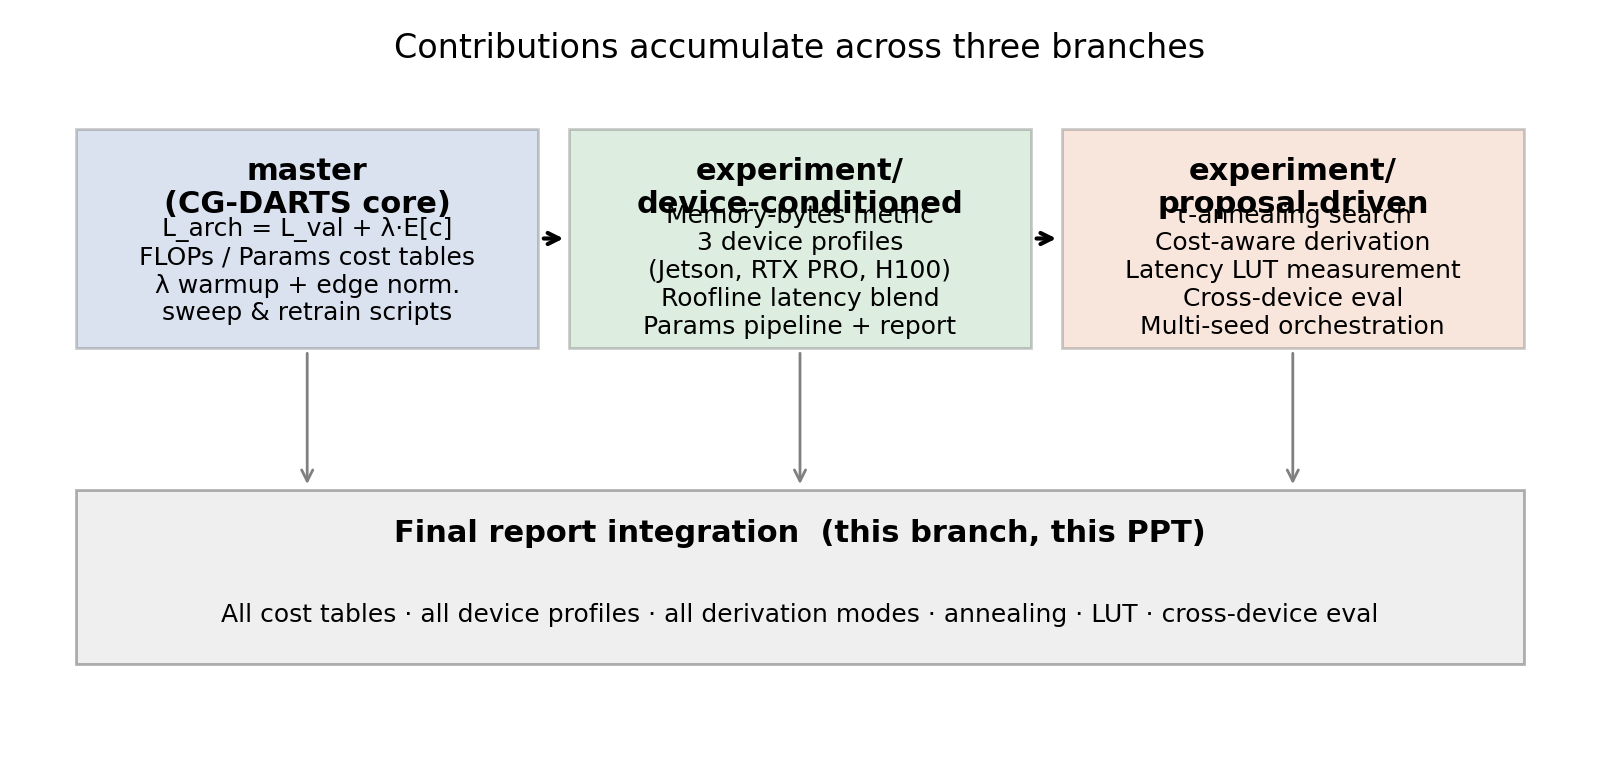 Contributions accumulate across three branches
master
(CG-DARTS core)
L_arch = L_val + λ·E[c]
FLOPs / Params cost tables
λ warmup + edge norm.
sweep & retrain scripts
experiment/
device-conditioned
Memory-bytes metric
3 device profiles
(Jetson, RTX PRO, H100)
Roofline latency blend
Params pipeline + report
experiment/
proposal-driven
τ-annealing search
Cost-aware derivation
Latency LUT measurement
Cross-device eval
Multi-seed orchestration
Final report integration  (this branch, this PPT)
All cost tables · all device profiles · all derivation modes · annealing · LUT · cross-device eval